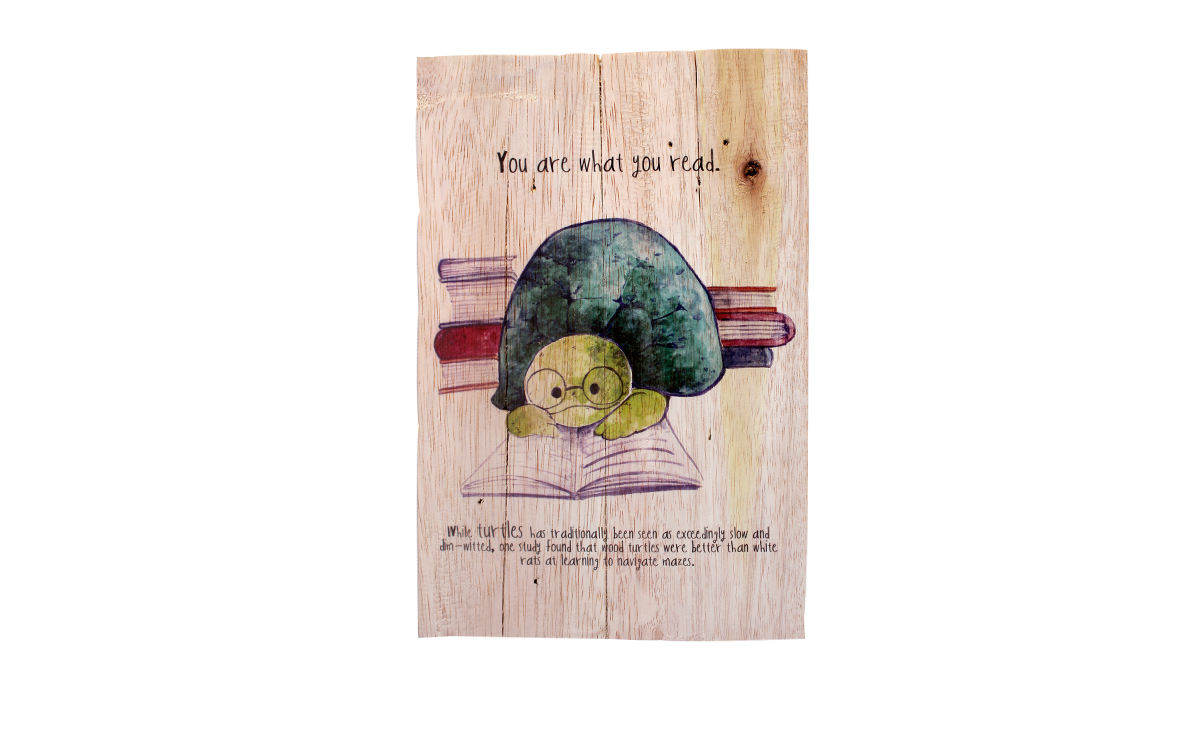 You are what you read.
While turtles has traditionally been seen as exceedingly slow and
dim-witted, one study found that wood turtles were better than white
rats at learning to navigate mazes.